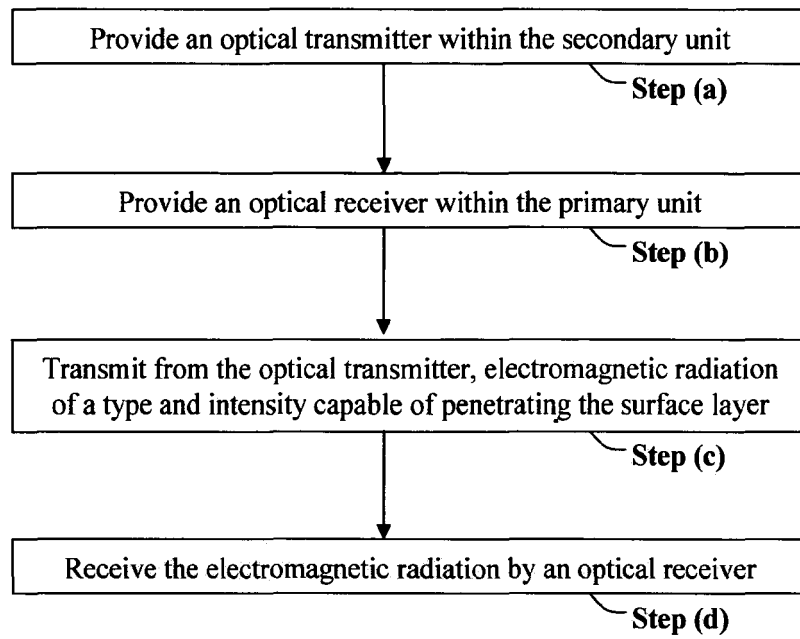 Provide an optical transmitter within the secondary unit
Step (a)
Provide an optical receiver within the primary unit
Step (b)
Transmit from the optical transmitter, electromagnetic radiation
of a type and intensity capable of penetrating the surface layer
Step (c)
Receive the electromagnetic radiation by an optical receiver
Step (d)